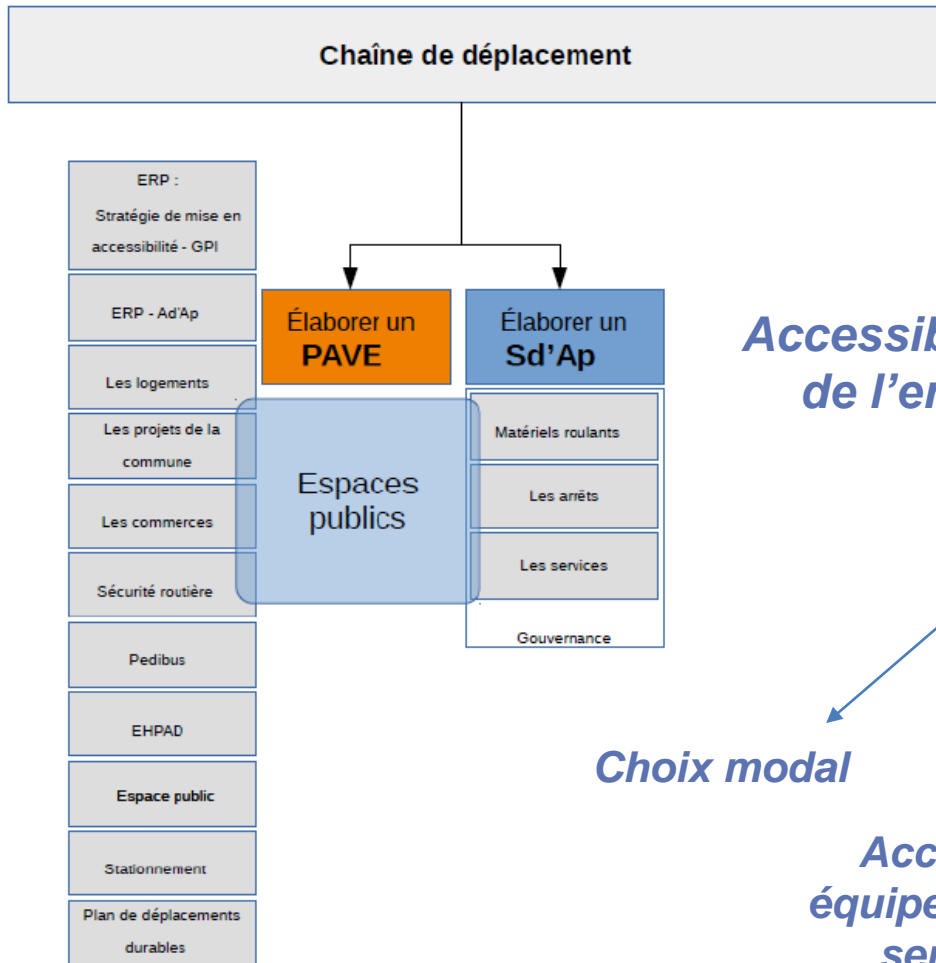 Chaîne de déplacement
ERP :
Stratégie de mise en
accessibilité - GPI
ERP - Ad'Ap
Les logements
Les projets de la
commune
Les commerces
Sécurité routière
Pedibus
EHPAD
Espace public
Stationnement
Plan de déplacements
durables
Élaborer un
PAVE
Espaces
publics
Élaborer un
Sd'Ap
Matériels roulants
Les arrêts
Les services
Gouvernance
de l'e
Choix modal